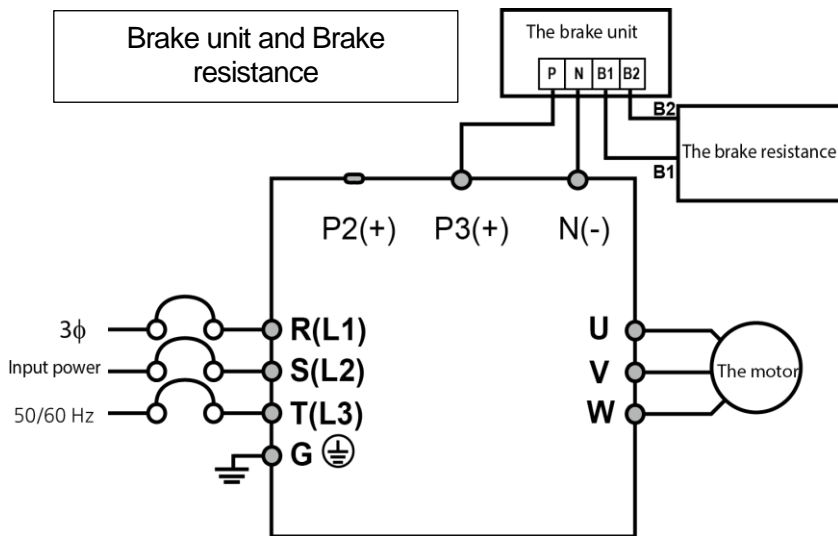 Brake unit and Brake
resistance
The brake unit
P N B1 B2
B2
The brake resistance
B1
P2(+) P3(+) N(-)
3ϕ
R(L1)
U
Input power
S(L2)
V
The motor
50/60 Hz
T(L3)
W
G